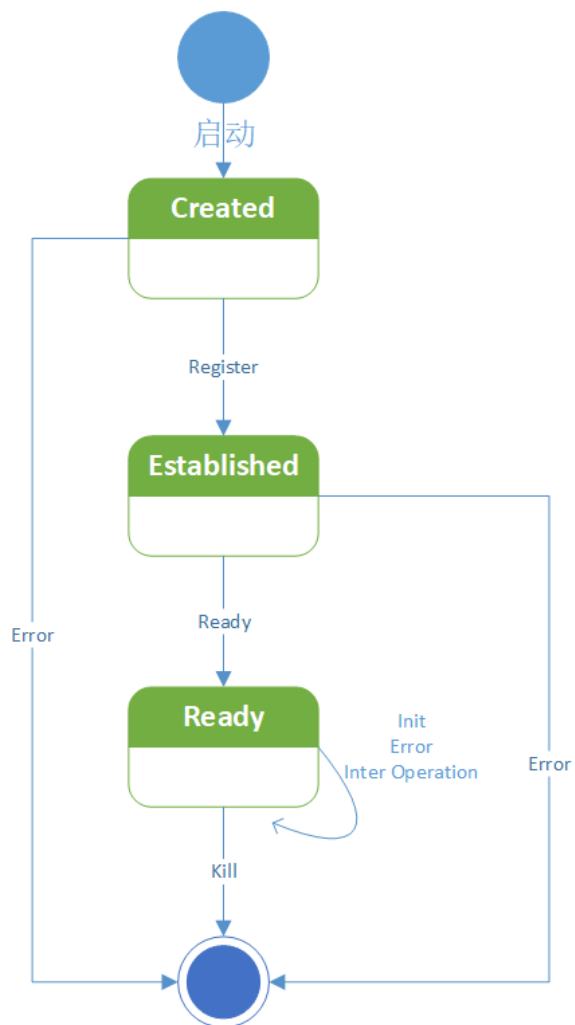 启动
Created
Register
Established
Ready
Error
Ready
Init
Error
Inter Operation
Error
Kill